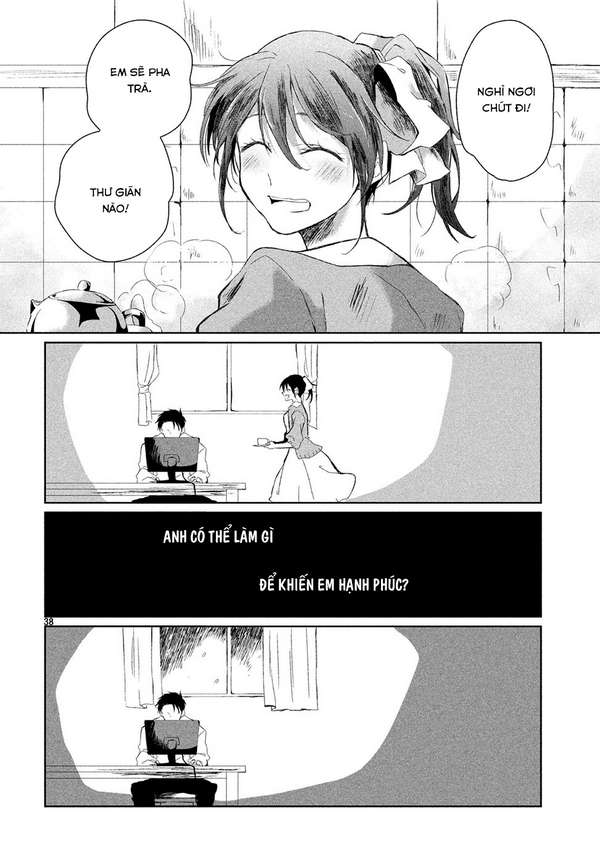 NGHỈ NGƠI
CHÚT ĐI!
EM SẼ PHA
TRÀ.
THƯ GIÃN
NÀO!
ANH CÓ THỂ LÀM GÌ
ĐỂ KHIẾN EM HẠNH PHÚC?
38